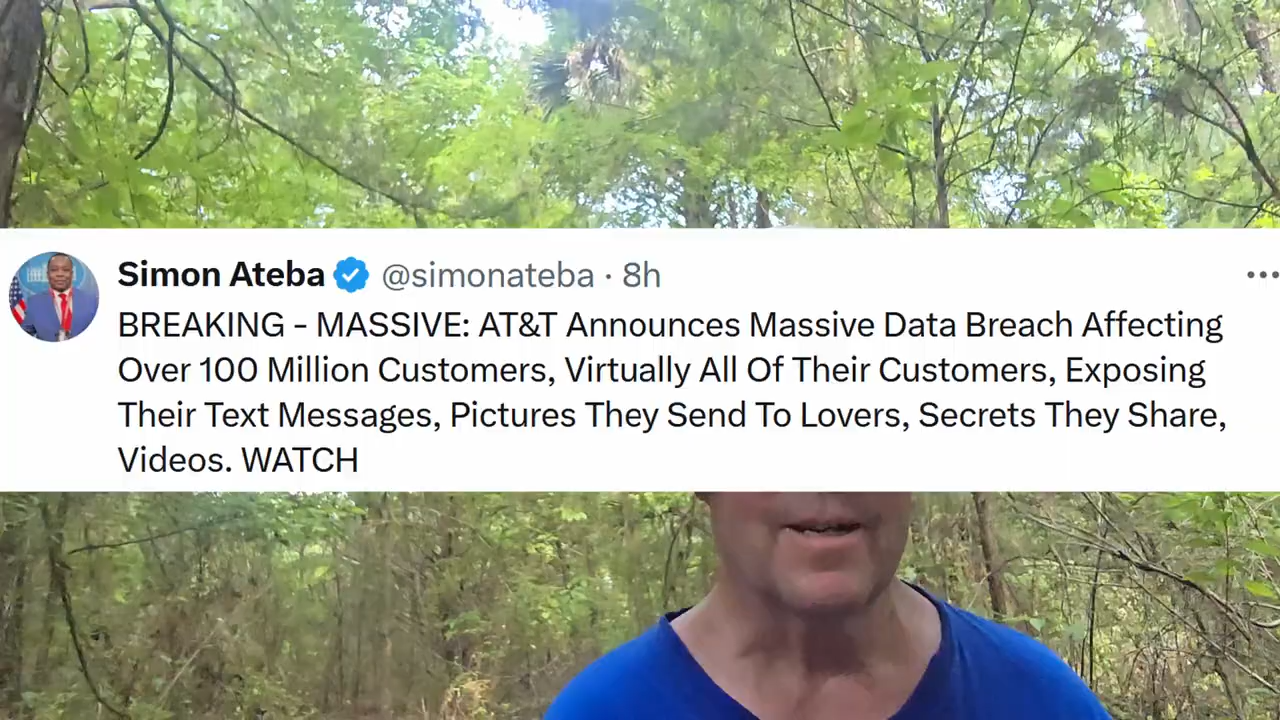 Simon Ateba @simonateba · 8h
BREAKING - MASSIVE: AT&T Announces Massive Data Breach Affecting
Over 100 Million Customers, Virtually All Of Their Customers, Exposing
Their Text Messages, Pictures They Send To Lovers, Secrets They Share,
Videos. WATCH